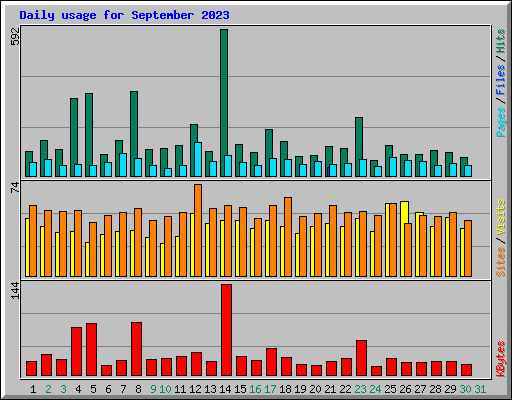 Daily usage for September 2023
592
Pages / Files / Hits
74
Sites / Visits
144
KBytes
1 2 3 4 5 6 7 8 9 10 11 12 13 14 15 16 17 18 19 20 21 22 23 24 25 26 27 28 29 30 31